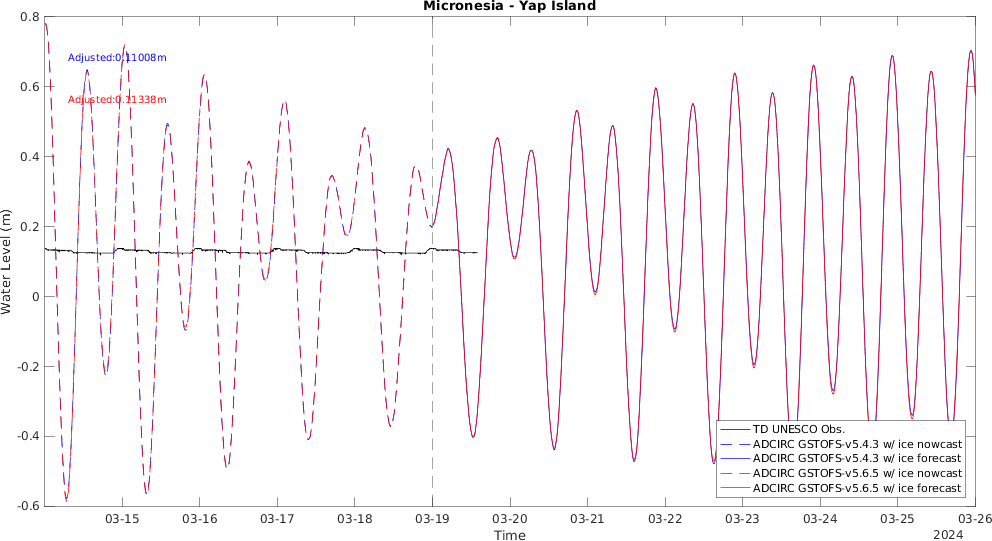 Micronesia - Yap Island
Water Level (m)
0.8
0.6
0.4
0.2
0
-0.2
-0.4
-0.6
Adjusted:0.11008m
Adjusted:0.11338m
TD UNESCO Obs.
ADCIRC GSTOFS-v5.4.3 w/ ice nowcast
ADCIRC GSTOFS-v5.4.3 w/ ice forecast
ADCIRC GSTOFS-v5.6.5 w/ ice nowcast
ADCIRC GSTOFS-v5.6.5 w/ ice forecast
03-15 03-16 03-17 03-18 03-19 03-20 03-21 03-22 03-23 03-24 03-25 03-26
Time
2024